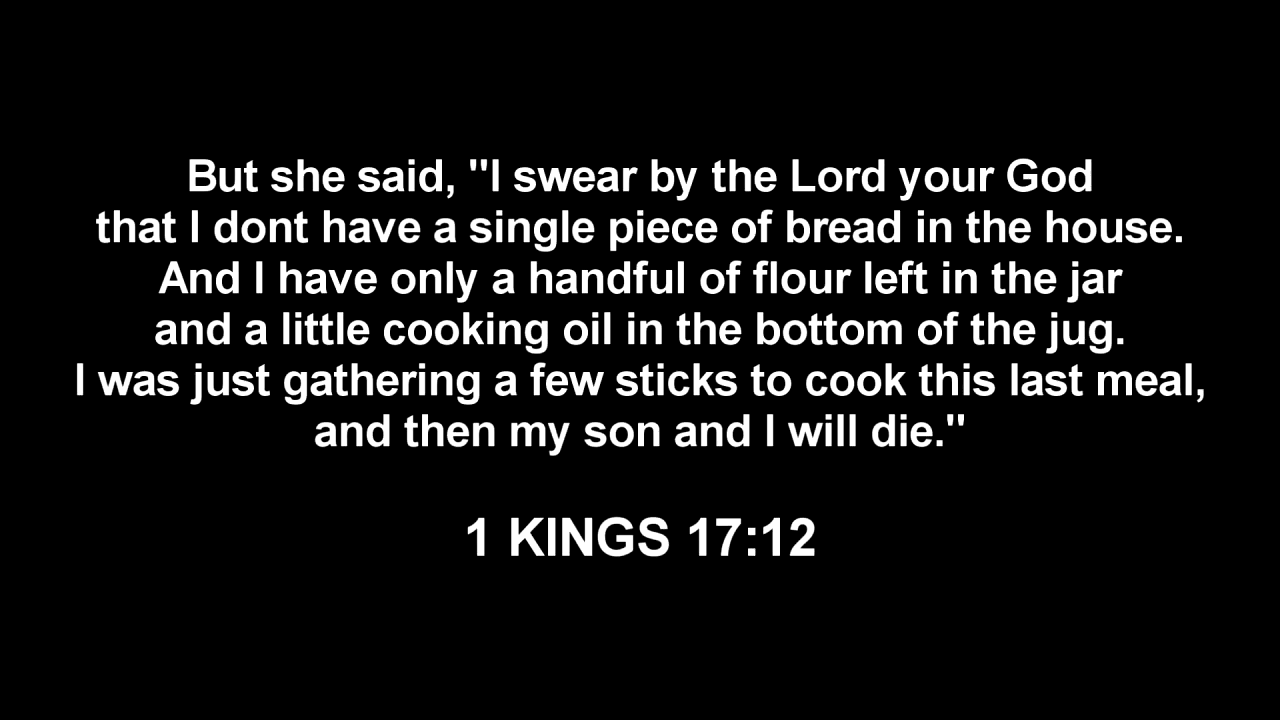 But she said, "I swear by the Lord your God
that I dont have a single piece of bread in the house.
And I have only a handful of flour left in the jar
and a little cooking oil in the bottom of the jug.
I was just gathering a few sticks to cook this last meal,
and then my son and I will die."
1 KINGS 17:12